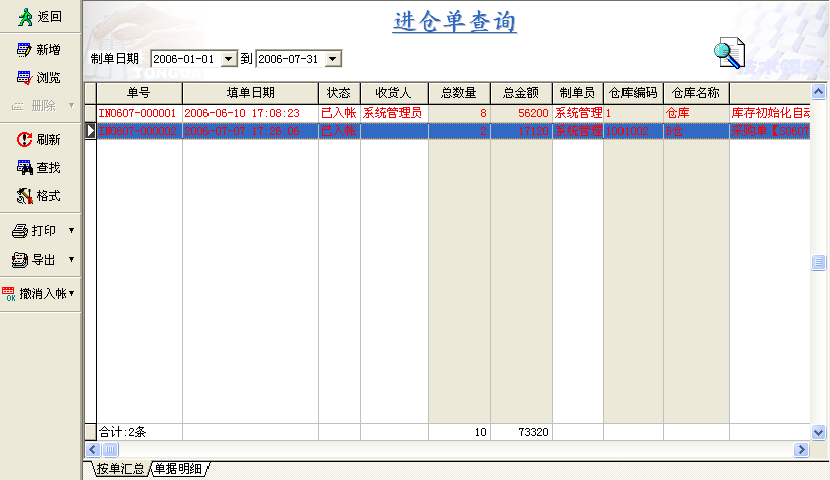 返回
新增
浏览
删除
刷新
查找
格式
打印
导出
撤消入帐
进仓单查询
制单日期 2006-01-01 到 2006-07-31
单号 填单日期 状态 收货人 总数量 总金额 制单员 仓库编码 仓库名称
IN0607-000001 2006-06-10 17:08:23 已入帐 系统管理员 8 56200 系统管理 1 仓库 库存初始化自动
IN0607-000002 2006-07-07 17:26:06 已入帐 2 17120 系统管理 1001002
合计:2条 10 73320
按单汇总 单据明细